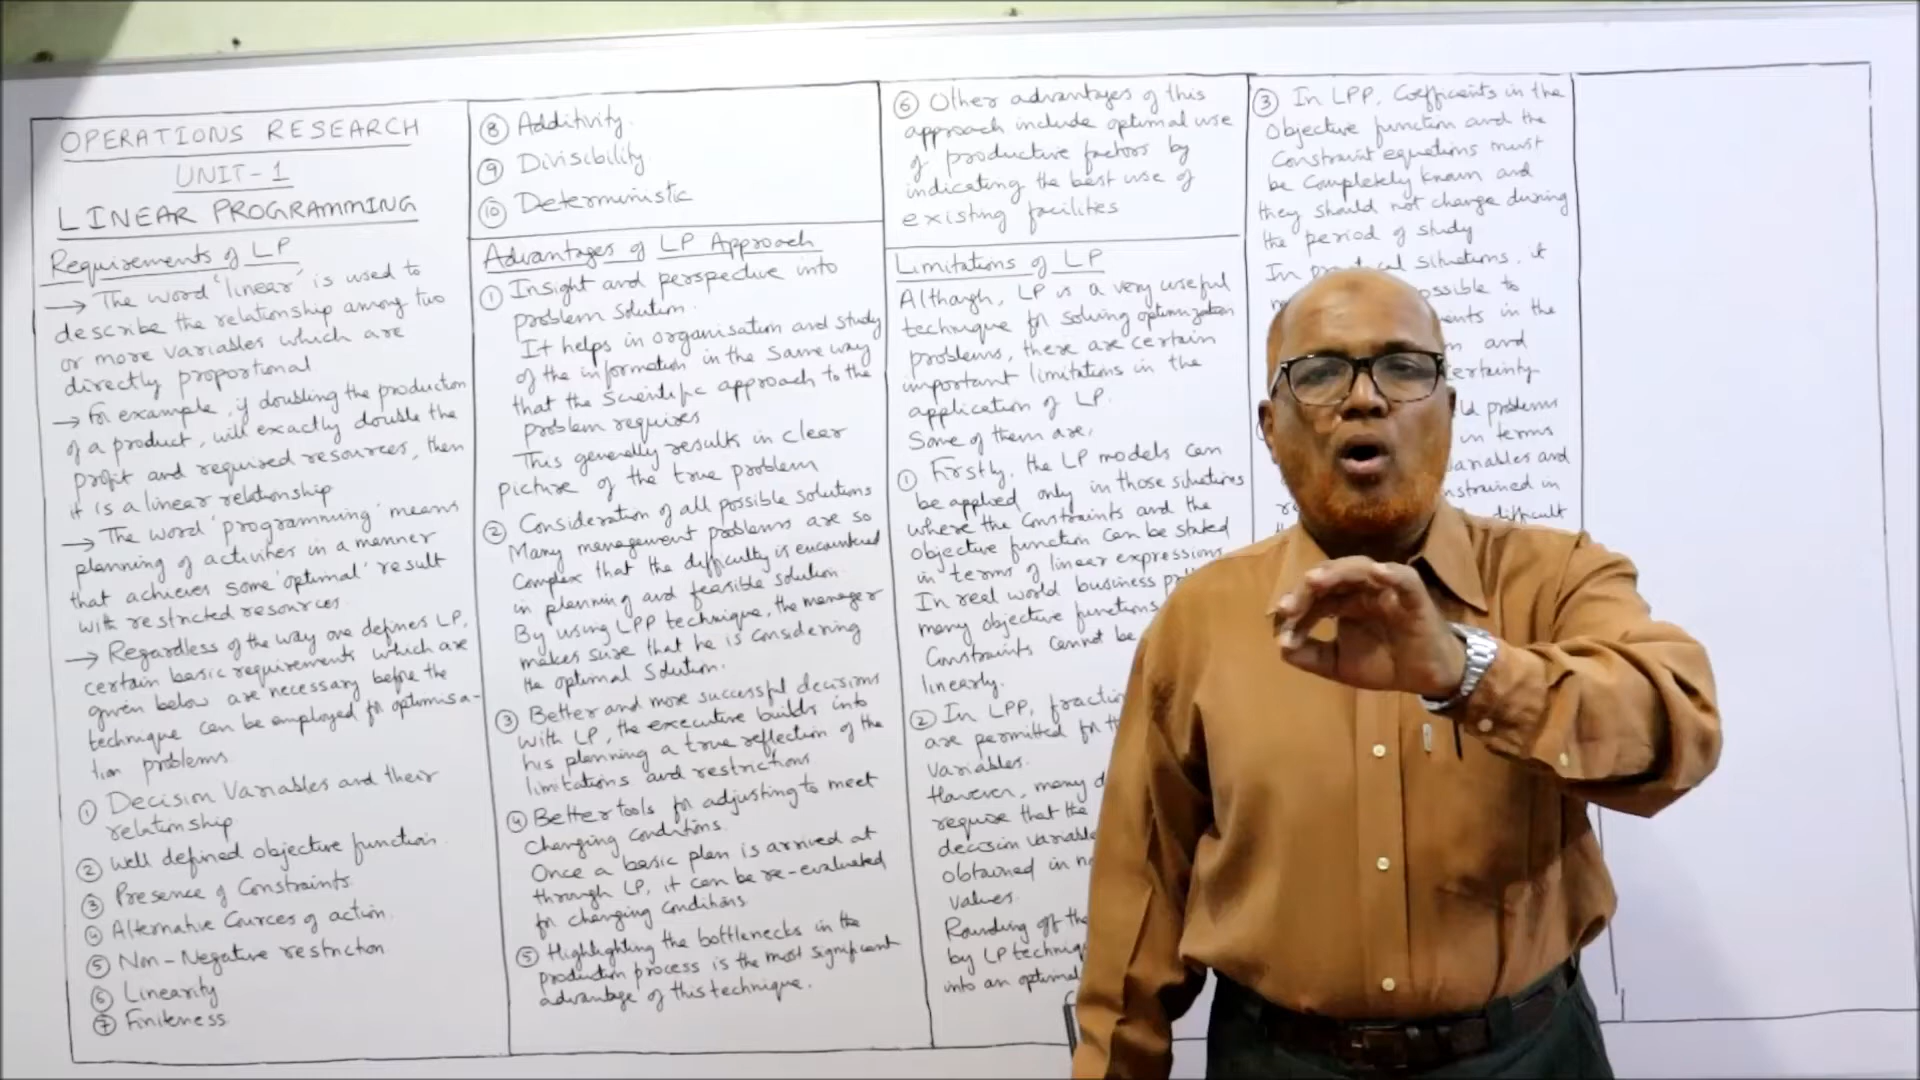 OPERATIONS RESEARCH
UNIT-1
LINEAR PROGRAMMING
Requirements of LP
→ The word 'linear' is used to
describe the relationship among two
or more variables which are
directly proportional
→ For example, if doubling the production
of a product, will exactly double the
profit and required resources, then
it is a linear relationship
→ The word 'programming' means
planning of activities in a manner
that achieves some 'optimal' result
with restricted resources.
→ Regardless of the way one defines LP,
certain basic requirements which are
given below are necessary before the
technique can be employed for optimisa-
tion problems
① Decision Variables and their
relationship
② well defined objective function.
③ Presence of Constraints.
④ Alternative Cources of action.
⑤ Non-Negative restriction
⑥ Linearity
⑦ Finiteness
⑧ Additivity.
⑨ Divisibility
⑩ Deterministic
Advantages of LP Approach
① Insight and perspective into
problem solution.
It helps in organisation and study
of the information in the same way
that the Scientific approach to the
problem requires
This generally results in clear
picture of the true problem
② Consideration of all possible solutions
Many management problems are so
Complex that the difficulty is encountered
in planning and feasible solution.
By using LPP technique, the manager
makes sure that he is considering
the optimal solution.
③ Better and more successful decisions
With LP, the executive builds into
his planning a true reflection of the
limitations and restrictions
④ Better tools for adjusting to meet
changing conditions.
Once a basic plan is arrived at
through LP, it can be re-evaluated
for changing conditions
⑤ Highlighting the bottlenecks in the
production process is the most significant
advantage of this technique.
⑥ Other advantages of this
approach include optimal use
of productive factors by
indicating the best use of
existing facilites
Limitations of LP
Although, LP is a very useful
technique for solving optimization
problems, there are certain
important limitations in the
application of LP.
Some of them are,
① Firstly, the LP models can
be applied only in those situations
where the Constraints and the
objective function can be stated
in terms of linear expressions
In real world business
many objective functions
Constraints cannot be
linearly.
② In LPP,
are permitted for
variables.
However, many
require that the
decision
obtained in
values.
Rounding off the
by LP
into an optimal
③ In LPP, Coefficients in the
Objective function and the
Constraint equations must
be Completely known and
they should not change during
the period of study
In situations, it
to
in the
and
problems
in terms
variables and
in
difficult